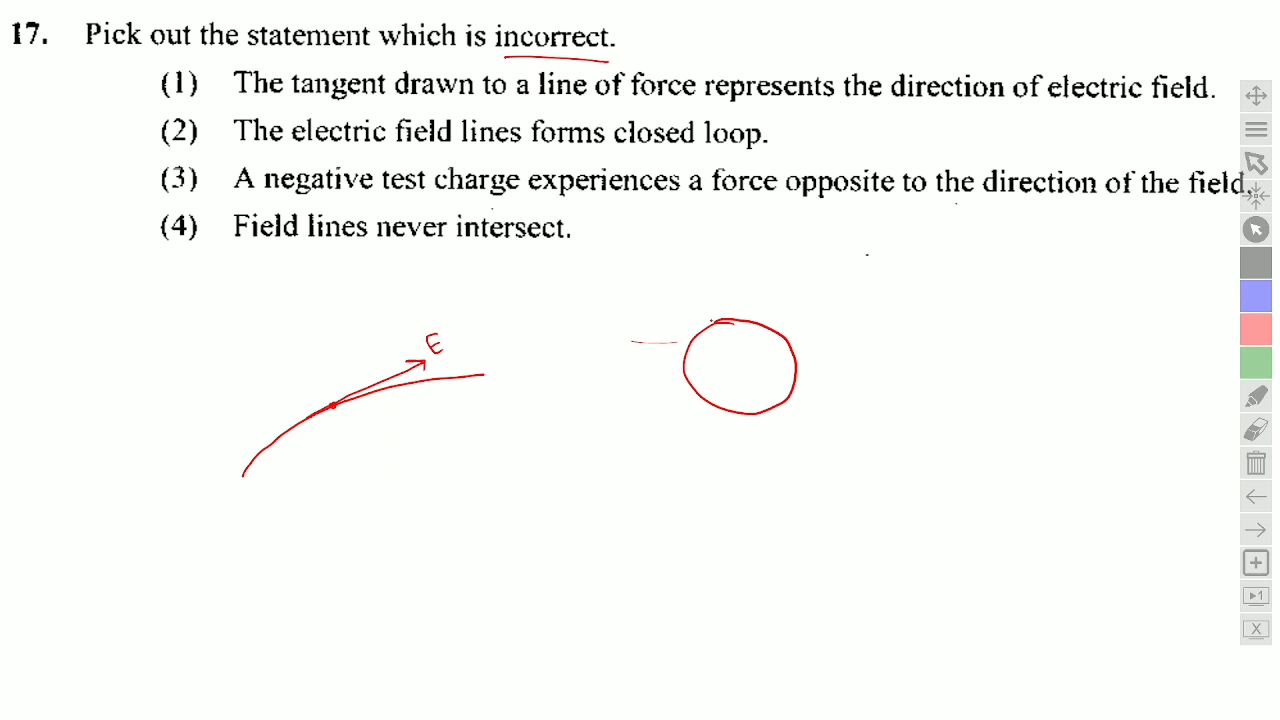 17. Pick out the statement which is incorrect.
(1) The tangent drawn to a line of force represents the direction of electric field.
(2) The electric field lines forms closed loop.
(3) A negative test charge experiences a force opposite to the direction of the field.
(4) Field lines never intersect.
E
1
X